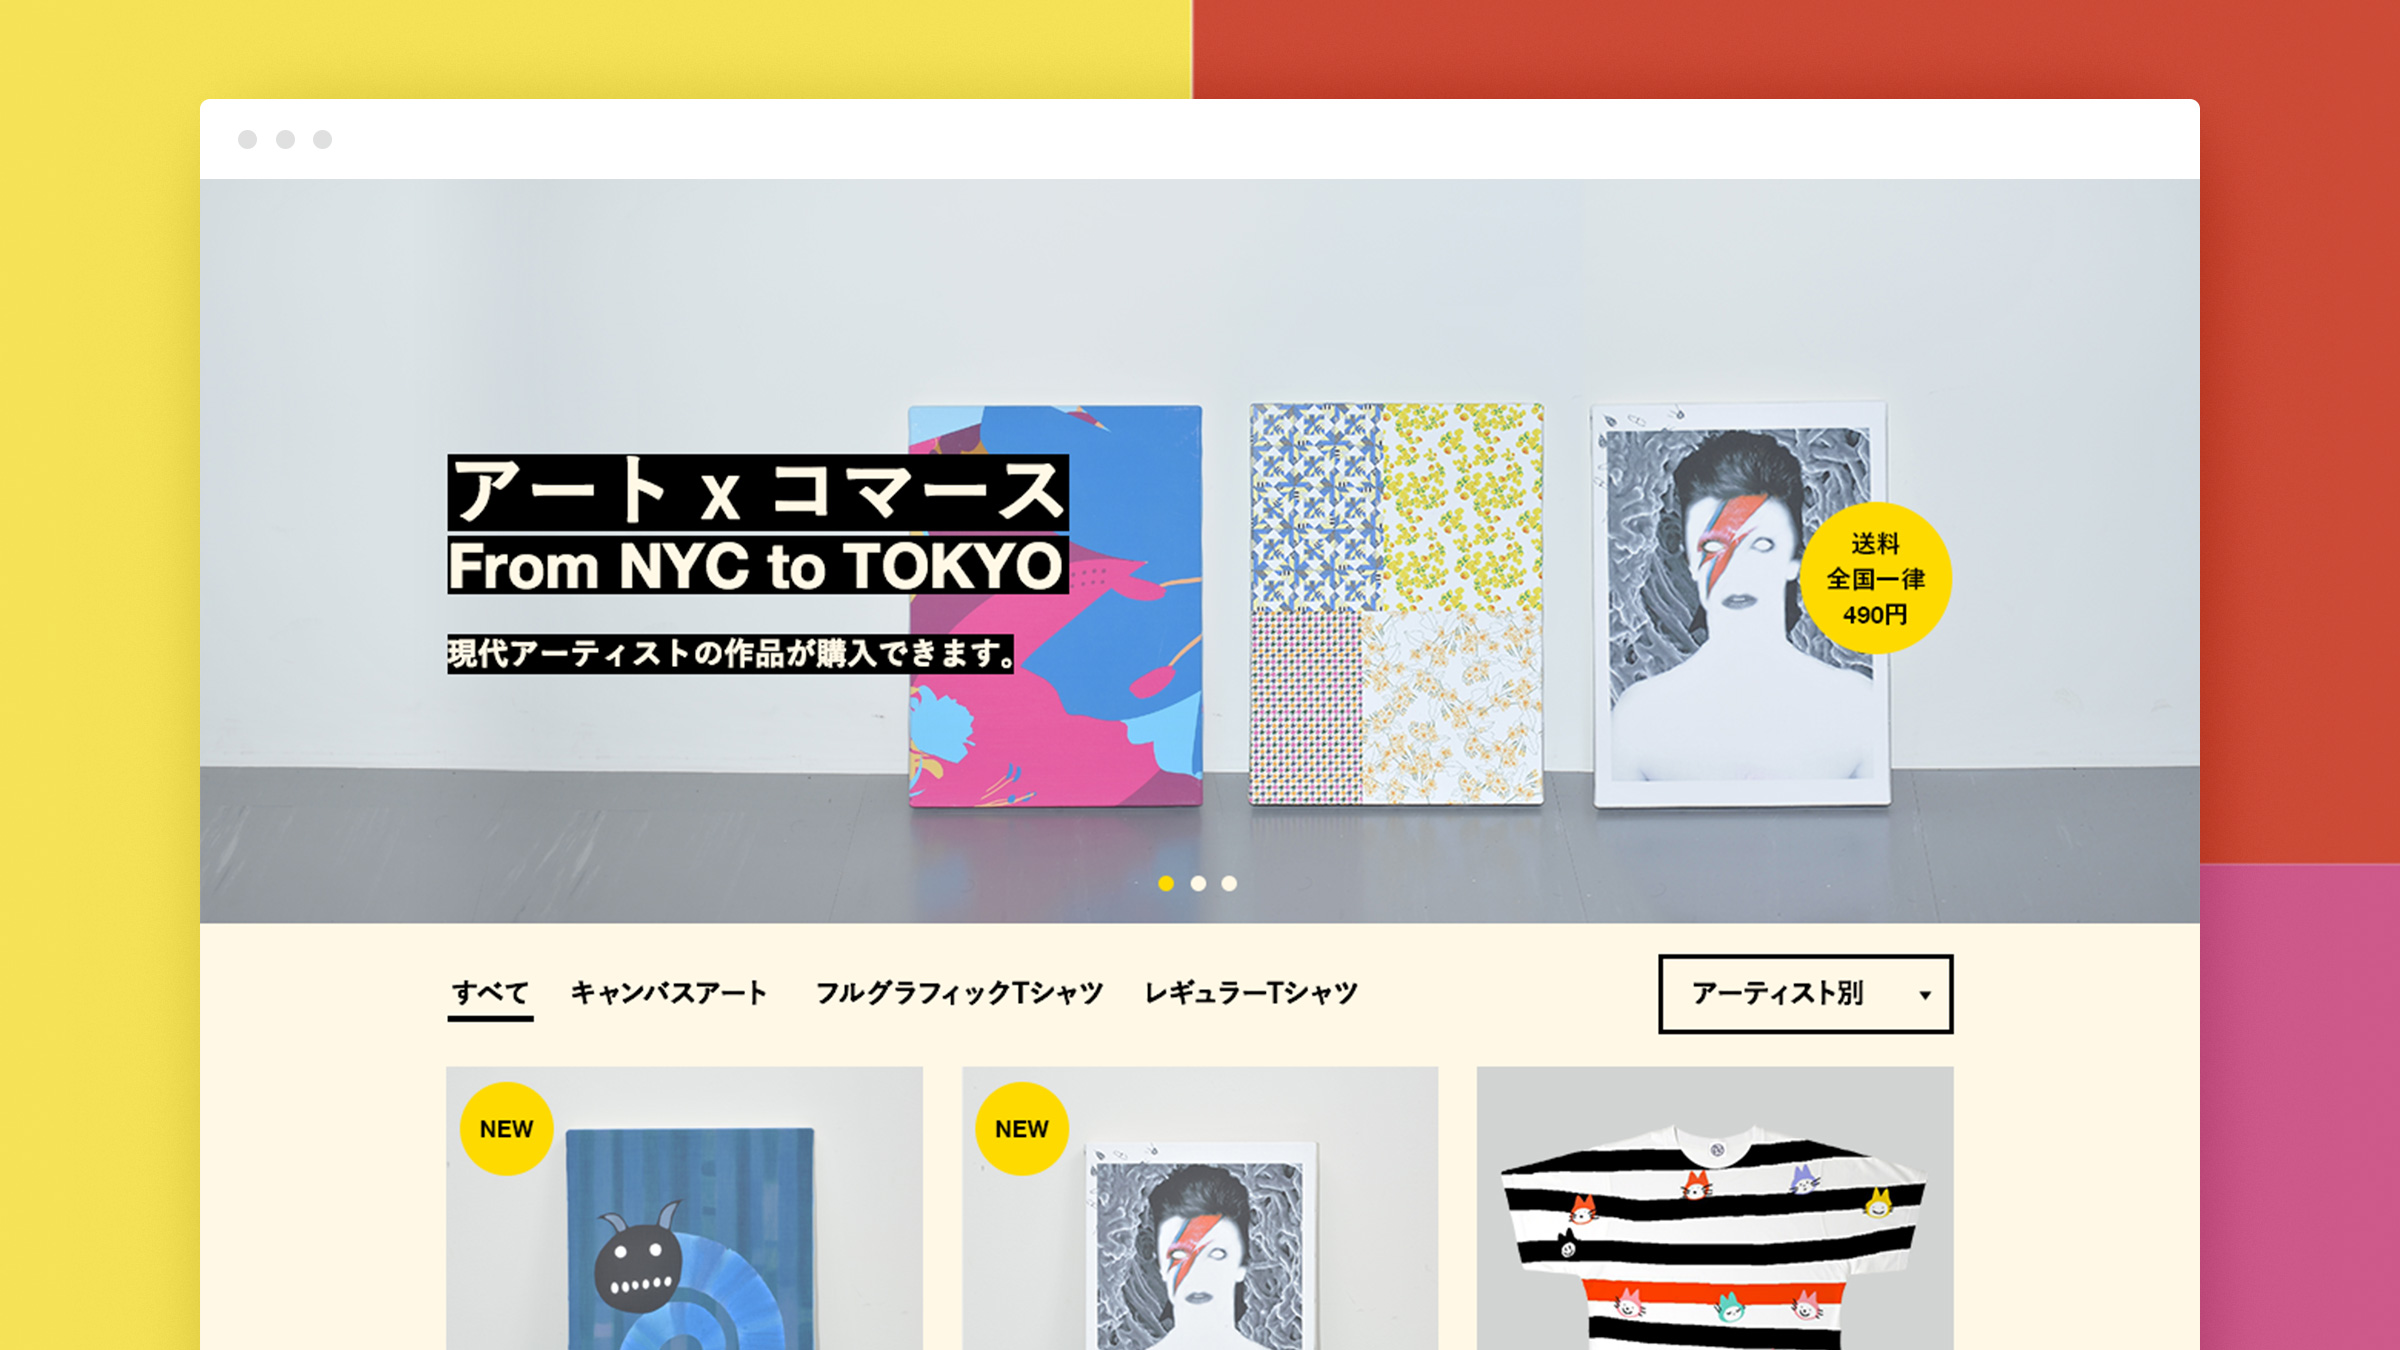 アート x コマース
From NYC to TOKYO
現代アーティストの作品が購入できます。
送料
全国一律
490円
すべて
キャンバスアート
フルグラフィックTシャツ
レギュラーTシャツ
アーティスト別
NEW
NEW